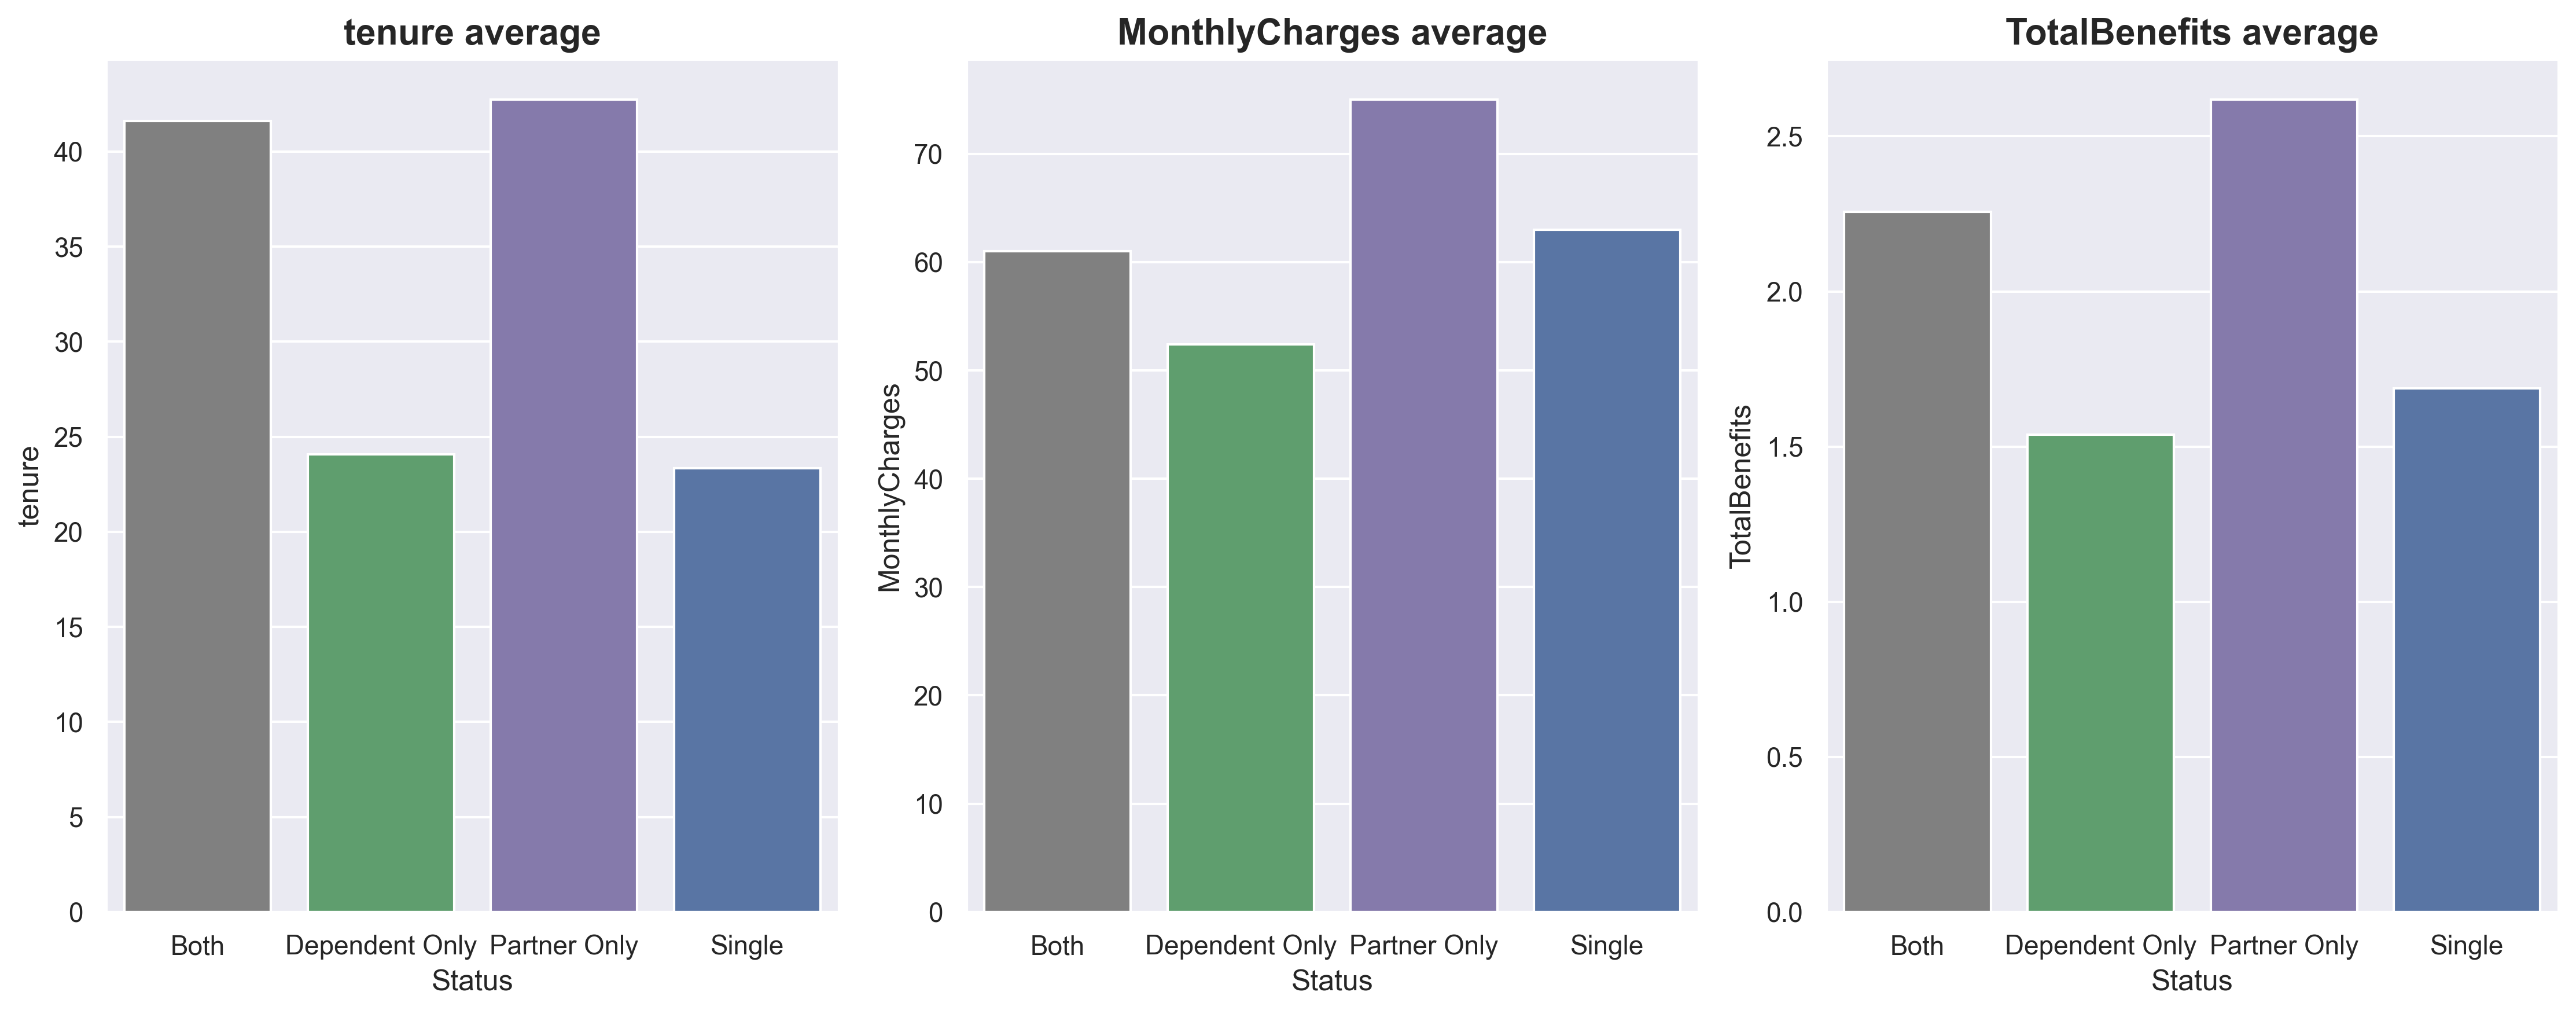 tenure average
tenure
40
35
30
25
20
15
10
5
0
Both
Dependent Only
Partner Only
Single
Status
MonthlyCharges average
MonthlyCharges
70
60
50
40
30
20
10
0
Both
Dependent Only
Partner Only
Single
Status
TotalBenefits average
TotalBenefits
2.5
2.0
1.5
1.0
0.5
0.0
Both
Dependent Only
Partner Only
Single
Status